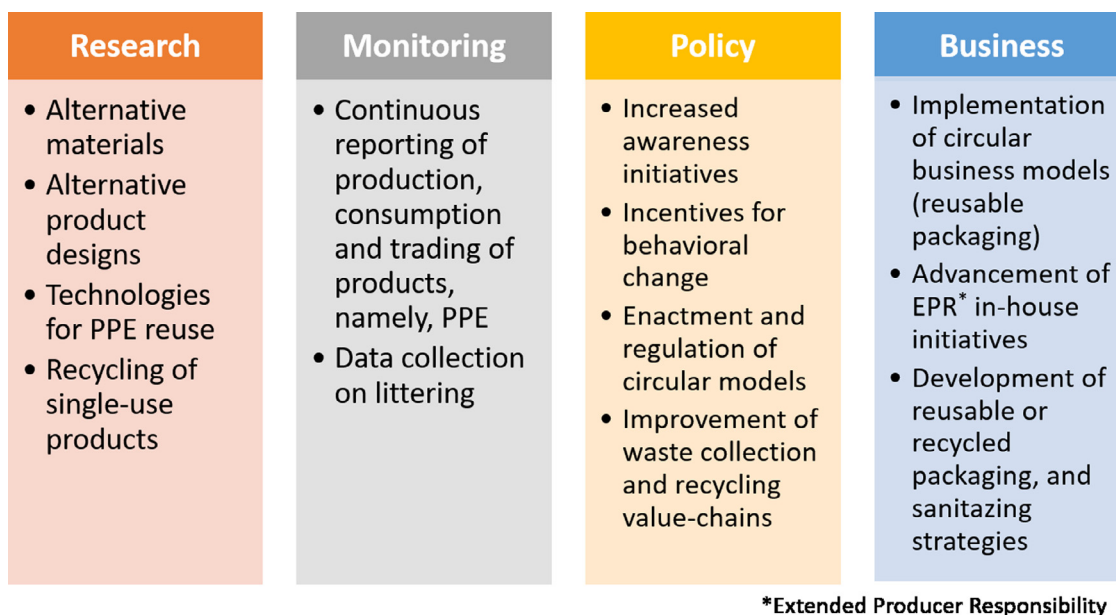 Research
• Alternative
materials
• Alternative
product
designs
• Technologies
for PPE reuse
• Recycling of
single-use
products
Monitoring
• Continuous
reporting of
production,
consumption
and trading of
products,
namely, PPE
• Data collection
on littering
Policy
• Increased
awareness
initiatives
• Incentives for
behavioral
change
• Enactment and
regulation of
circular models
• Improvement of
waste collection
and recycling
value-chains
Business
• Implementation
of circular
business models
(reusable
packaging)
• Advancement of
EPR* in-house
initiatives
• Development of
reusable or
recycled
packaging, and
sanitazing
strategies
*Extended Producer Responsibility